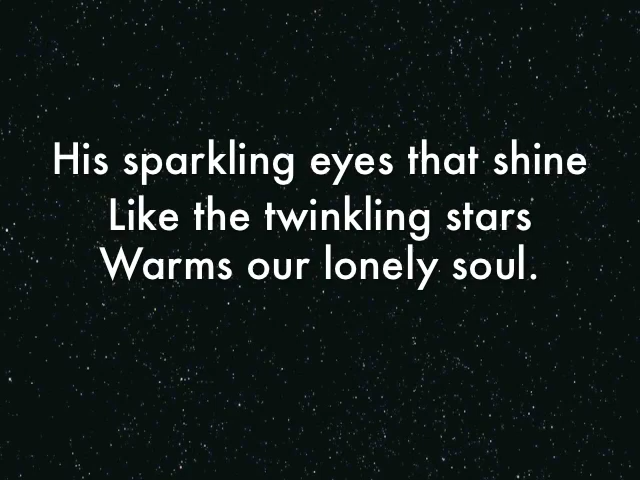 His sparkling eyes that shine
Like the twinkling stars
Warms our lonely soul.